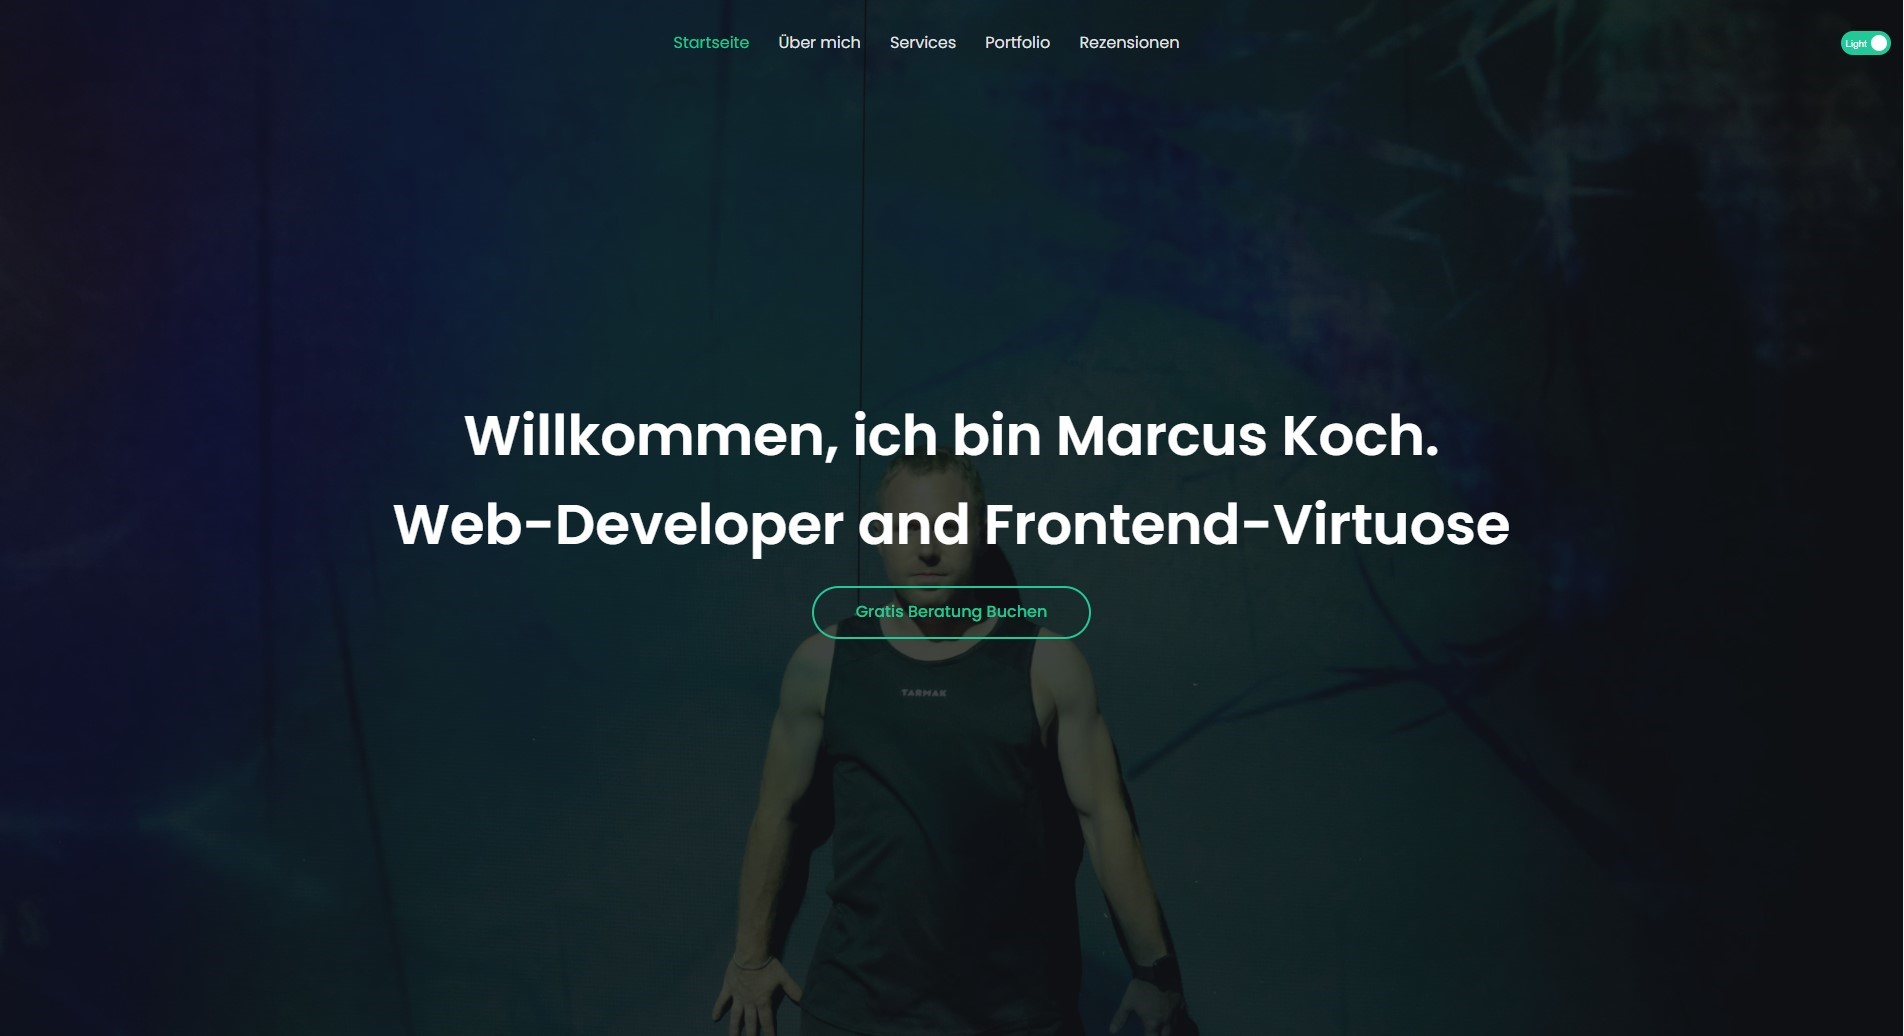 Startseite Über mich Services Portfolio Rezensionen Light
Willkommen, ich bin Marcus Koch.
Web-Developer and Frontend-Virtuose
Gratis Beratung Buchen
TARMAK